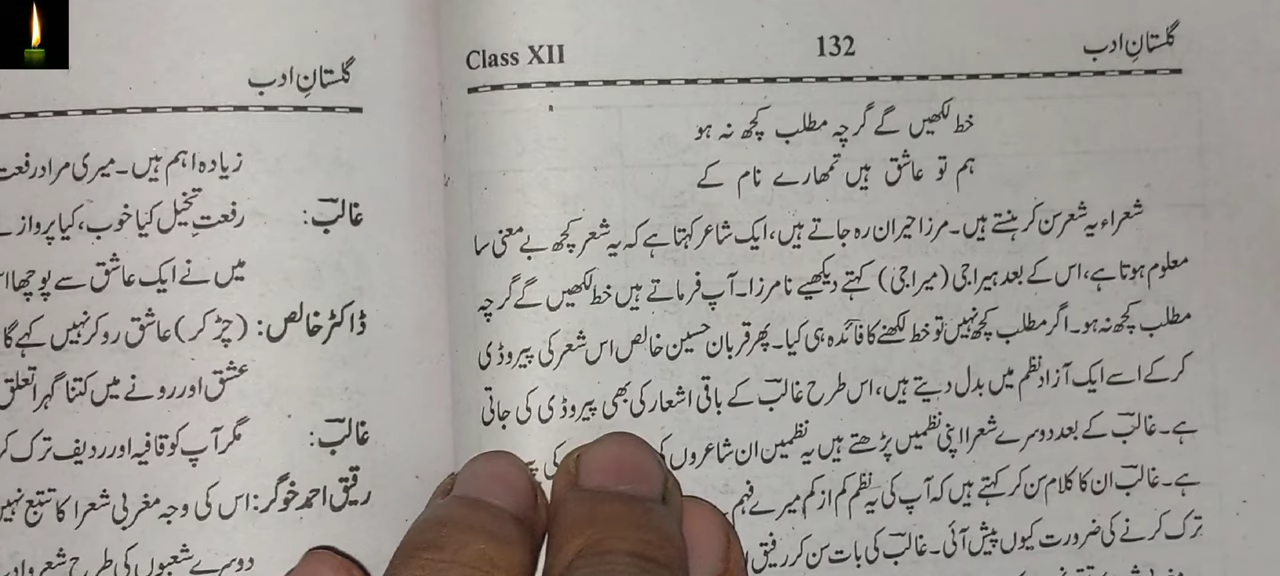 گلستانِ ادب 132 Class XII
خط لکھیں گے گرچہ مطلب کچھ نہ ہو
ہم تو عاشق ہیں تمھارے نام کے
شعراء یہ شعر سن کر ہنستے ہیں۔ مرزا حیران رہ جاتے ہیں، ایک شاعر کہتا ہے کہ یہ شعر کچھ بے معنی سا
معلوم ہوتا ہے، اس کے بعد ہیراجی (میراجی) کہتے دیکھیے نا مرزا۔ آپ فرماتے ہیں خط لکھیں گے گرچہ
مطلب کچھ نہ ہو۔ اگر مطلب کچھ نہیں تو خط لکھنے کا فائدہ ہی کیا۔ پھر قربان حسین خالص اس شعر کی پیروڈی
کر کے اسے ایک آزاد نظم میں بدل دیتے ہیں، اس طرح غالبؔ کے باقی اشعار کی بھی پیروڈی کی جاتی
ہے۔ غالبؔ کے بعد دوسرے شعرا اپنی نظمیں پڑھتے ہیں یہ نظمیں ان شاعروں کی
ہے۔ غالبؔ ان کا کلام سن کر کہتے ہیں کہ آپ کی یہ نظم کم از کم میرے فہم
ترک کرنے کی ضرورت کیوں پیش آئی۔ غالبؔ کی بات سن کر رفیق
گلستانِ ادب
زیادہ اہم ہیں۔ میری مراد رفعت
غالبؔ: رفعتِ تخیل کیا خوب، کیا پرواز
میں نے ایک عاشق سے پوچھا
ڈاکٹر خالص: (چڑ کر) عاشق رو کر نہیں کہے گا
عشق اور رونے میں کتنا گہرا تعلق
غالبؔ: مگر آپ کو قافیہ اور ردیف ترک
رفیق احمد خوگر: اس کی وجہ مغربی شعرا کا تتبع نہیں
دوسرے شعبوں کی طرح شعر و